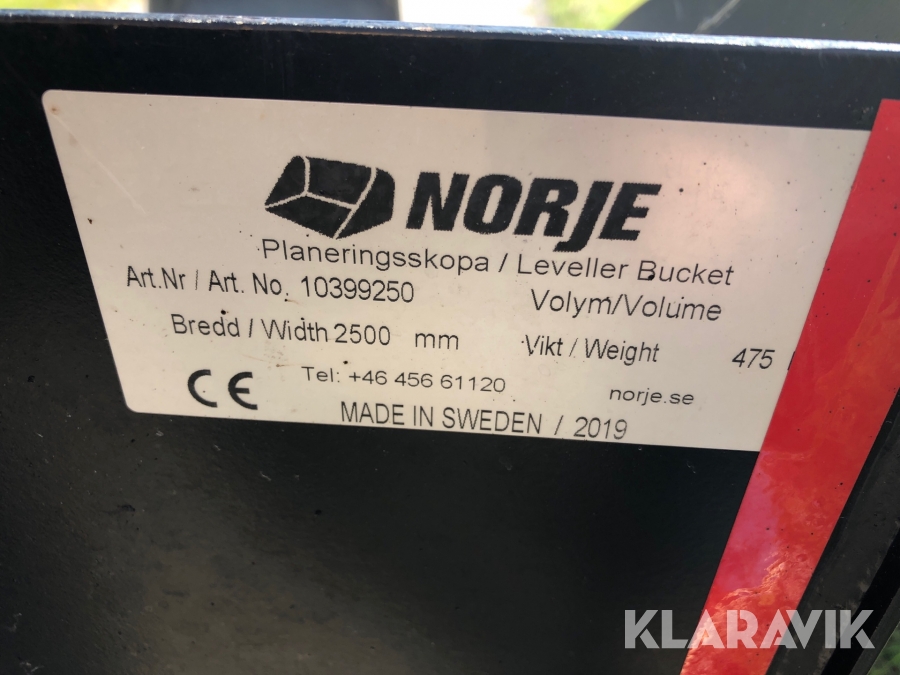 NORJE
Planeringsskopa / Leveller Bucket
Art.Nr / Art. No. 10399250 Volym/Volume
Bredd / Width 2500 mm Vikt / Weight 475
Tel: +46 456 61120 norje.se
CE
MADE IN SWEDEN / 2019
KLARAVIK